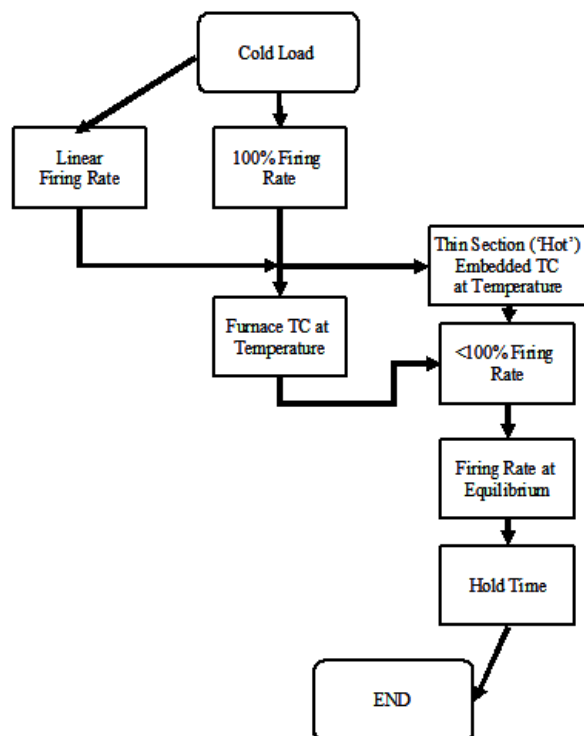 Cold Load
Linear
Firing Rate
100% Firing
Rate
Thin Section ('Hot')
Embedded TC
at Temperature
Furnace TC at
Temperature
<100% Firing
Rate
Firing Rate at
Equilibrium
Hold Time
END